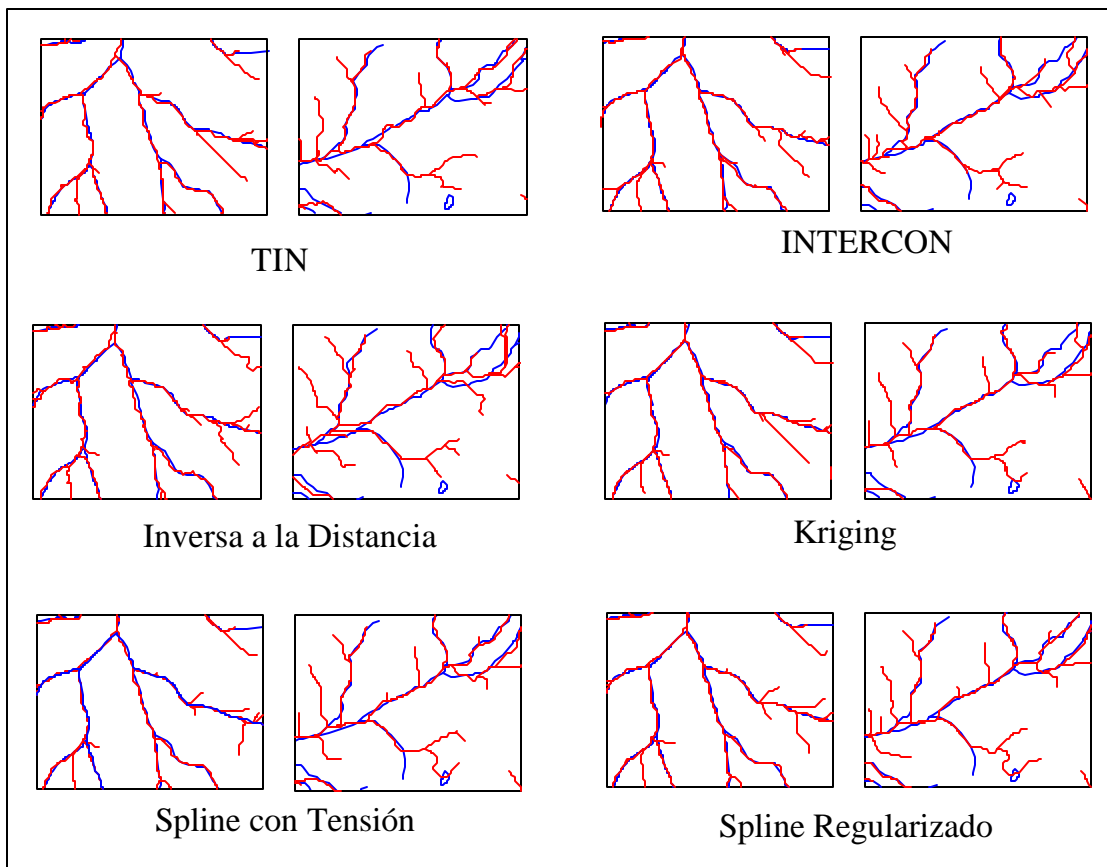 TIN
INTERCON
Inversa a la Distancia
Kriging
Spline con Tensión
Spline Regularizado